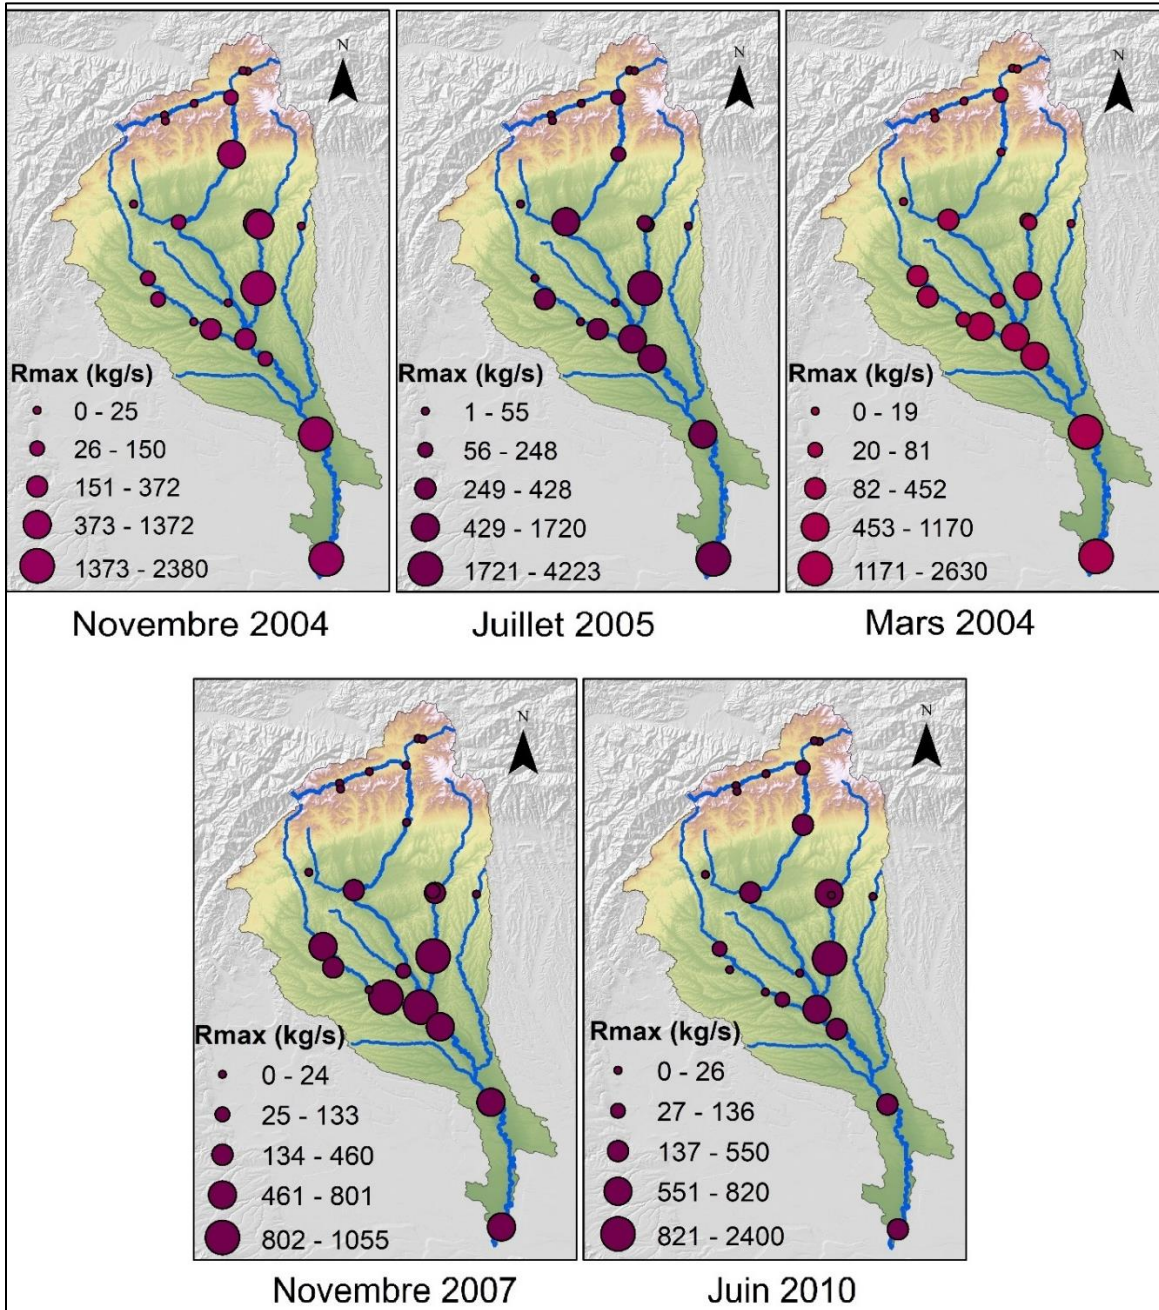 N
Rmax (kg/s)
0 - 25
26 - 150
151 - 372
373 - 1372
1373 - 2380
Novembre 2004
N
Rmax (kg/s)
1 - 55
56 - 248
249 - 428
429 - 1720
1721 - 4223
Juillet 2005
N
Rmax (kg/s)
0 - 19
20 - 81
82 - 452
453 - 1170
1171 - 2630
Mars 2004
N
Rmax (kg/s)
0 - 24
25 - 133
134 - 460
461 - 801
802 - 1055
Novembre 2007
N
Rmax (kg/s)
0 - 26
27 - 136
137 - 550
551 - 820
821 - 2400
Juin 2010